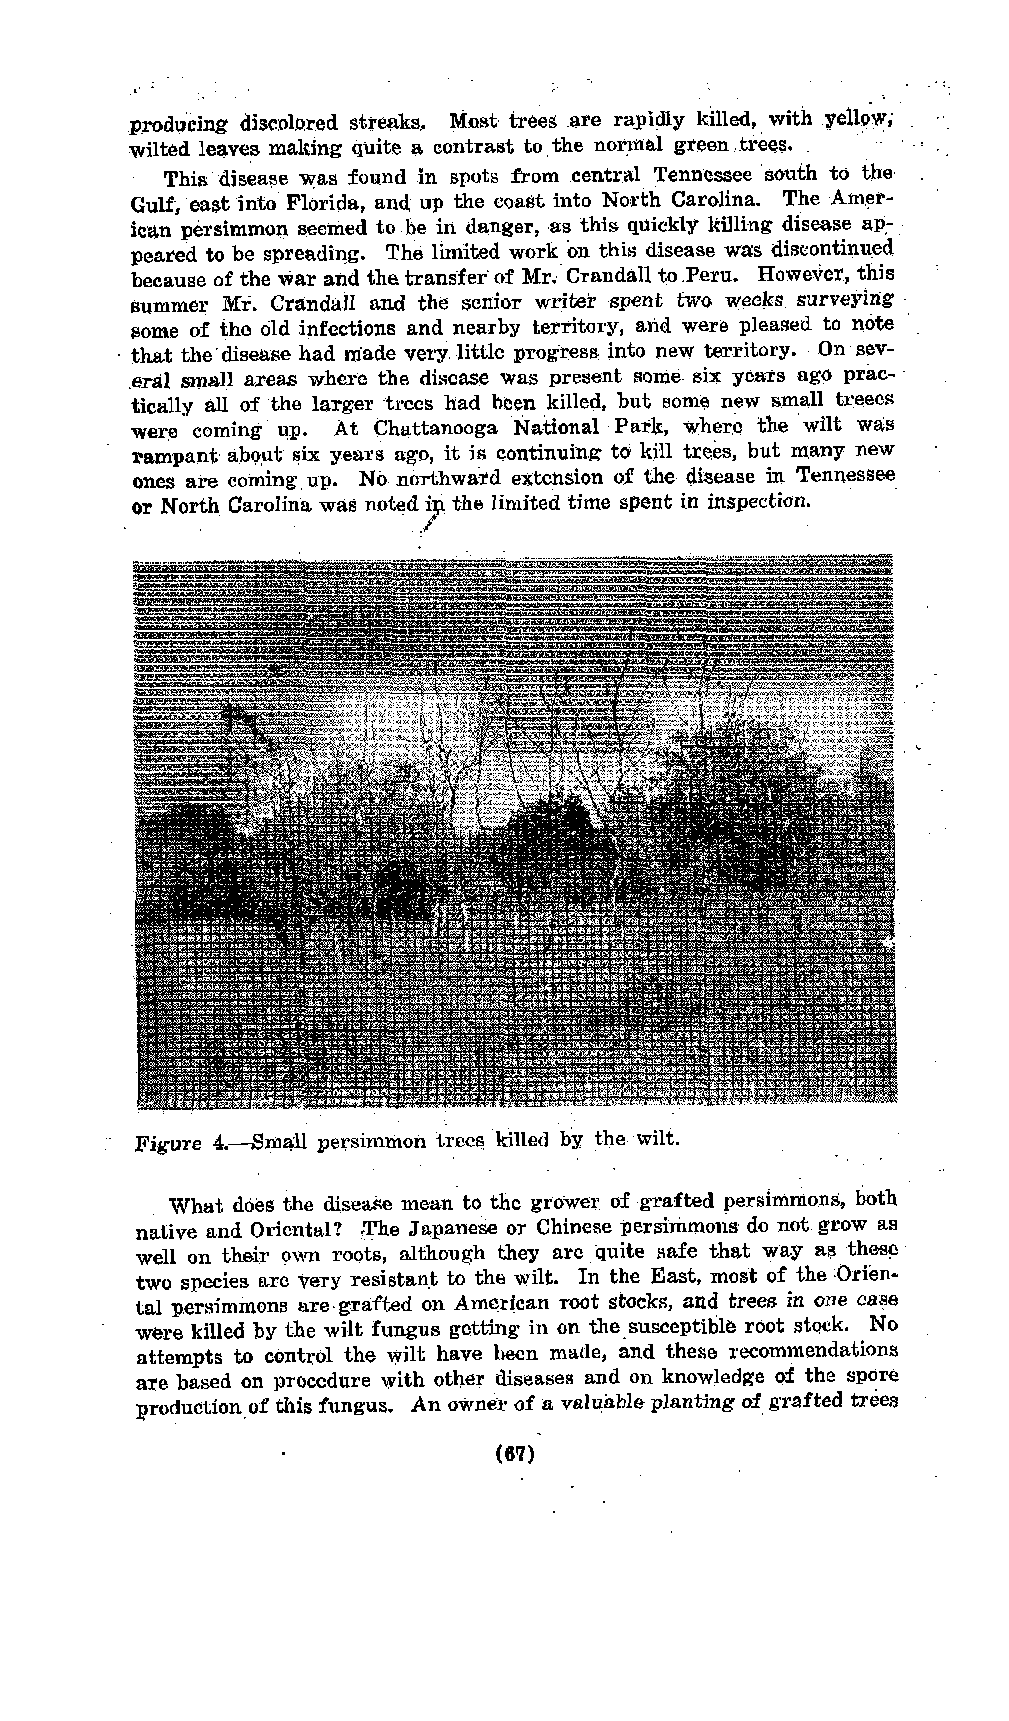 producing discolored streaks. Most trees are rapidly killed, with yellow,
wilted leaves making quite a contrast to the normal green trees.
This disease was found in spots from central Tennessee south to the
Gulf, east into Florida, and up the coast into North Carolina. The Amer-
ican persimmon seemed to be in danger, as this quickly killing disease ap-
peared to be spreading. The limited work on this disease was discontinued
because of the war and the transfer of Mr. Crandall to Peru. However, this
summer Mr. Crandall and the senior writer spent two weeks surveying
some of the old infections and nearby territory, and were pleased to note
that the disease had made very little progress into new territory. On sev-
eral small areas where the disease was present some six years ago prac-
tically all of the larger trees had been killed, but some new small treees
were coming up. At Chattanooga National Park, where the wilt was
rampant about six years ago, it is continuing to kill trees, but many new
ones are coming up. No northward extension of the disease in Tennessee
or North Carolina was noted in the limited time spent in inspection.
Figure 4.—Small persimmon trees killed by the wilt.
What does the disease mean to the grower of grafted persimmons, both
native and Oriental? The Japanese or Chinese persimmons do not grow as
well on their own roots, although they are quite safe that way as these
two species are very resistant to the wilt. In the East, most of the Orien-
tal persimmons are grafted on American root stocks, and trees in one case
were killed by the wilt fungus getting in on the susceptible root stock. No
attempts to control the wilt have been made, and these recommendations
are based on procedure with other diseases and on knowledge of the spore
production of this fungus. An owner of a valuable planting of grafted trees
(67)